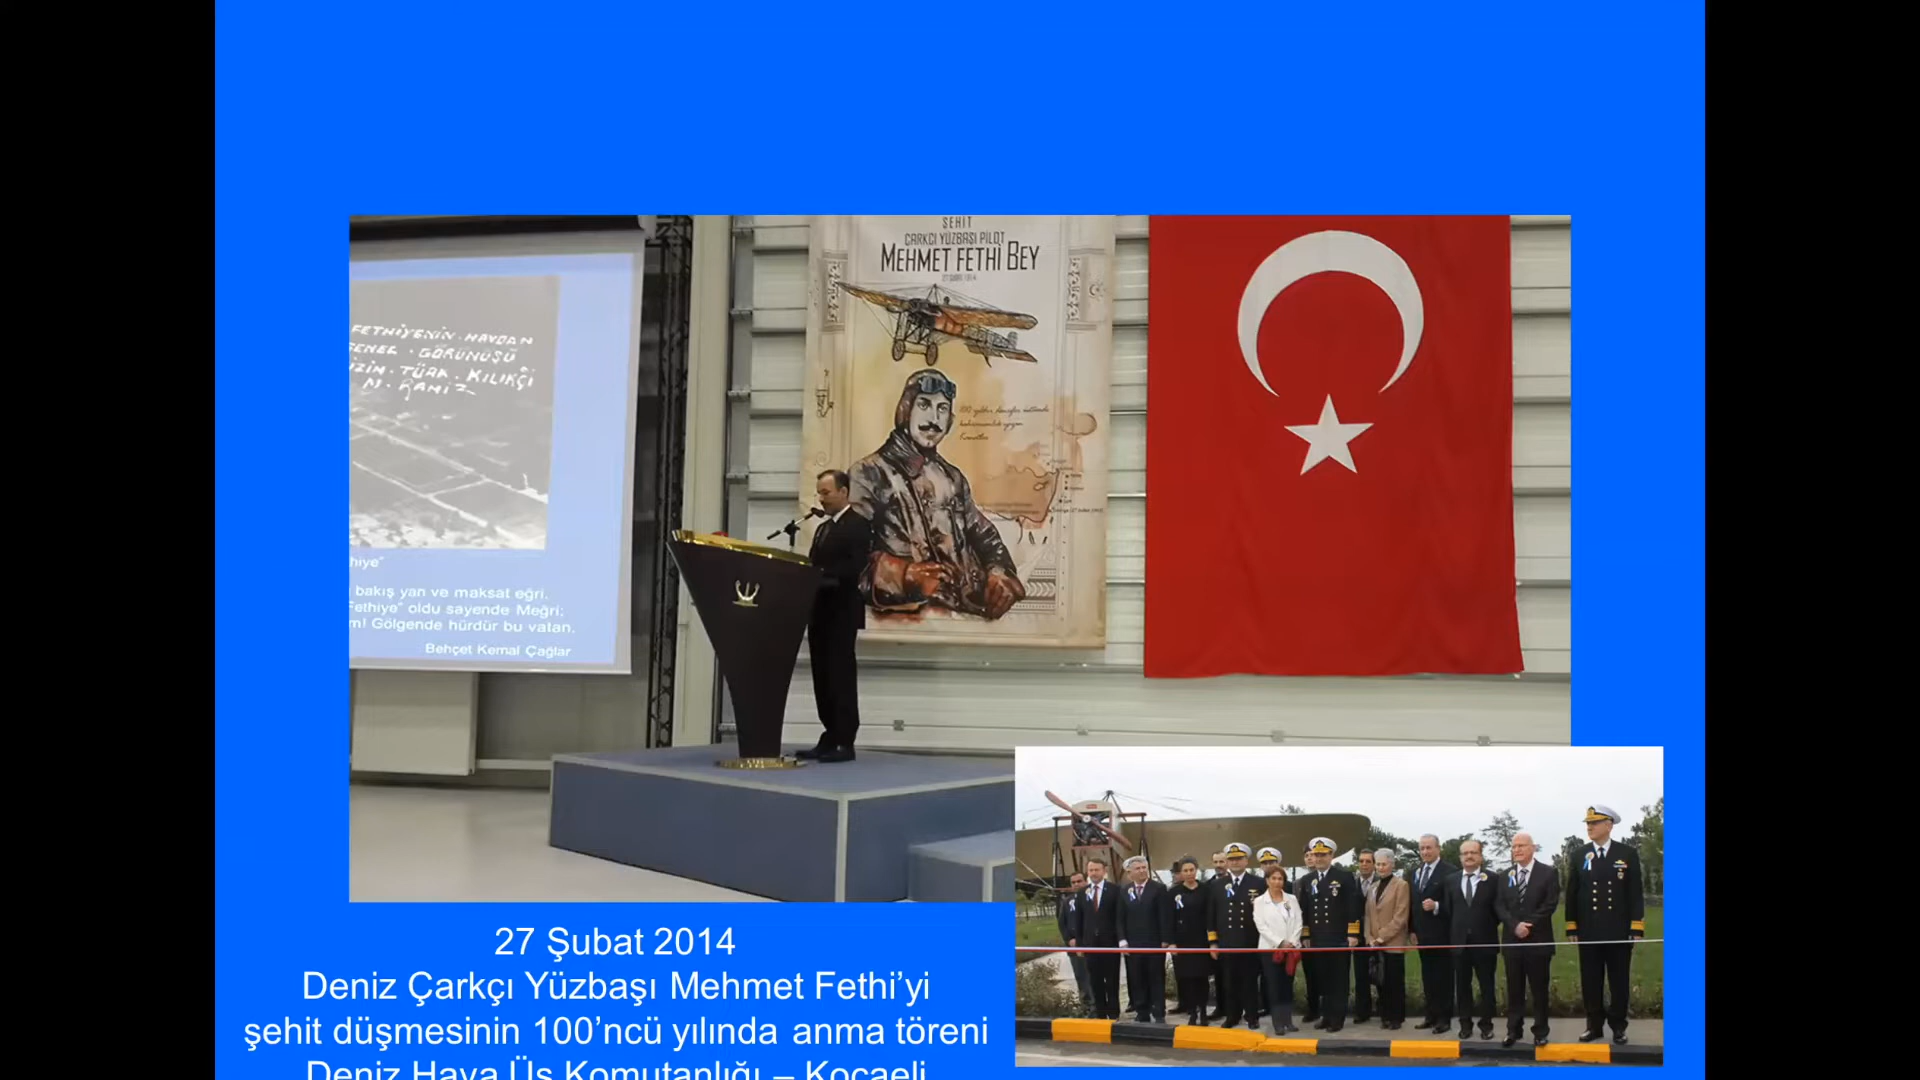 ŞEHİT
ÇARKÇI YÜZBAŞI PİLOT
MEHMET FETHİ BEY
FETHİYENİN · HAVDAN
GENEL · GÖRÜNÜŞÜ
TÜRK · KILIKÇİ
N · RAMİZ
hiye”
bakış yan ve maksat eğri,
Fethiye” oldu sayende Meğri;
m! Gölgende hürdür bu vatan.
Behçet Kemal Çağlar
27 Şubat 2014
Deniz Çarkçı Yüzbaşı Mehmet Fethi’yi
şehit düşmesinin 100’ncü yılında anma töreni
Deniz Hava Üs Komutanlığı – Kocaeli